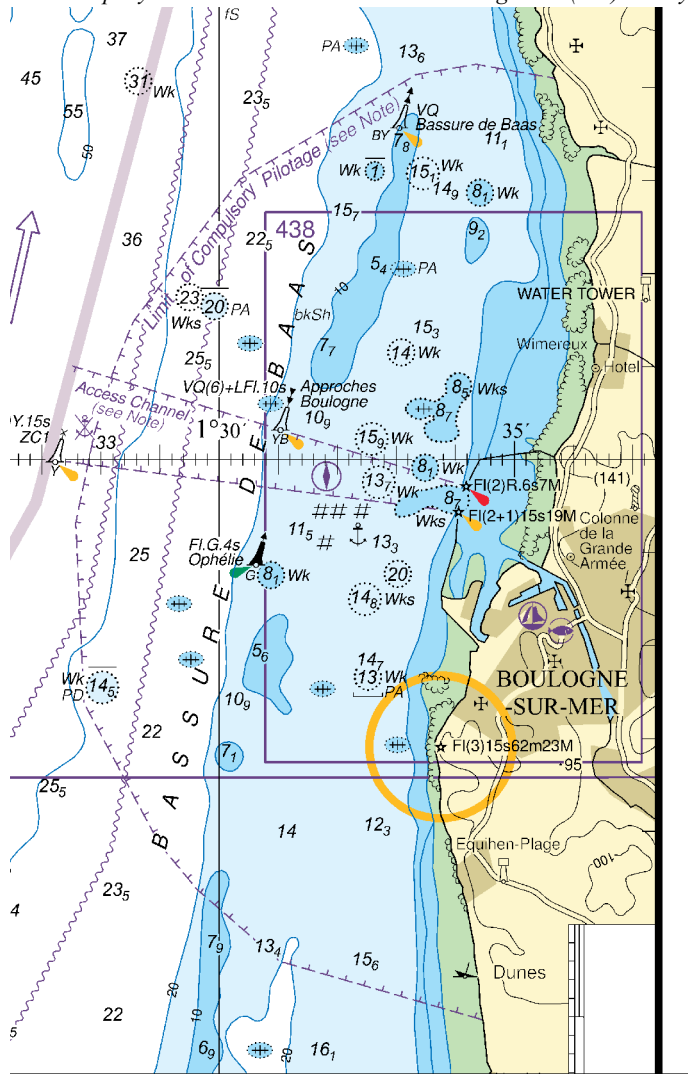 fS
37
PA
13₆
45
31 Wk
55
50
23₅
VQ
BY
Bassure de Baas
7₈
11₁
Limit of Compulsory Pilotage (see Note)
Wk 1
15₁ Wk
14₉
8₁ Wk
15₇
438
36
22₅
9₂
5₄
PA
10
WATER TOWER
23
20 PA
Wks
bkSh
15₃
7₇
Wimereux
25₅
14 Wk
Hotel
Access Channel
(see Note)
VQ(6)+LFl.10s
Approches
Boulogne
8₅ Wks
8₇
Y.15s
ZC1
Y
33
1°30´
10₉
YB
15₉
35´
8₁ Wk
13₇ Wk
Fl(2)R.6s7M
(141)
8₇
Wks
Fl(2+1)15s19M
Colonne
de la
Grande
Armée
11₅
13₃
25
Fl.G.4s
Ophélie
G
8₁ Wk
20
14₈ Wks
5₆
BOULOGNE
-SUR-MER
Wk
PD
14₅
14₇
13 Wk
PA
10₉
22
7₁
Fl(3)15s62m23M
95
25₅
BASSURE DE BAAS
14
12₃
Equihen-Plage
100
23₅
4
7₉
13₄
15₆
Dunes
20
10
22
5
6₉
20
16₁